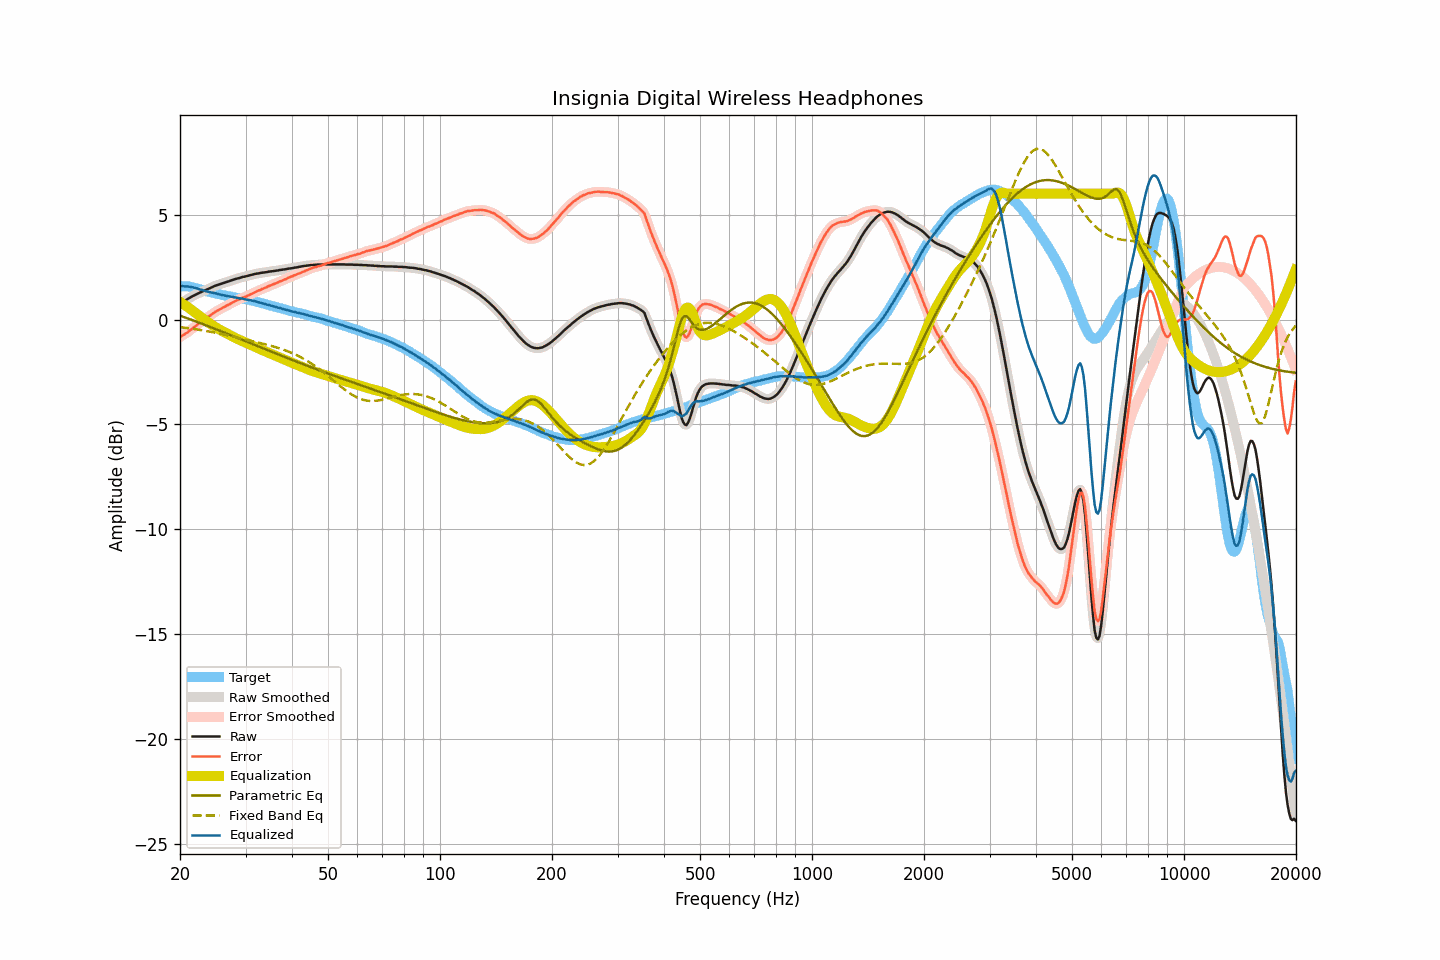 Insignia Digital Wireless Headphones
Amplitude (dBr)
5
0
−5
−10
−15
−20
−25
Target
Raw Smoothed
Error Smoothed
Raw
Error
Equalization
Parametric Eq
Fixed Band Eq
Equalized
20 50 100 200 500 1000 2000 5000 10000 20000
Frequency (Hz)